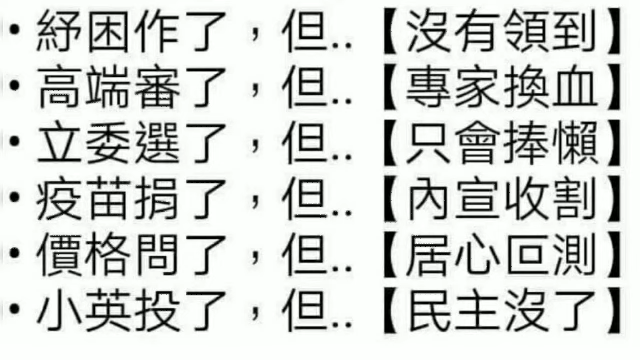 •紓困作了，但..【沒有領到】
•高端審了，但..【專家換血】
•立委選了，但..【只會捧懶】
•疫苗捐了，但..【內宣收割】
•價格問了，但..【居心叵測】
•小英投了，但..【民主沒了】